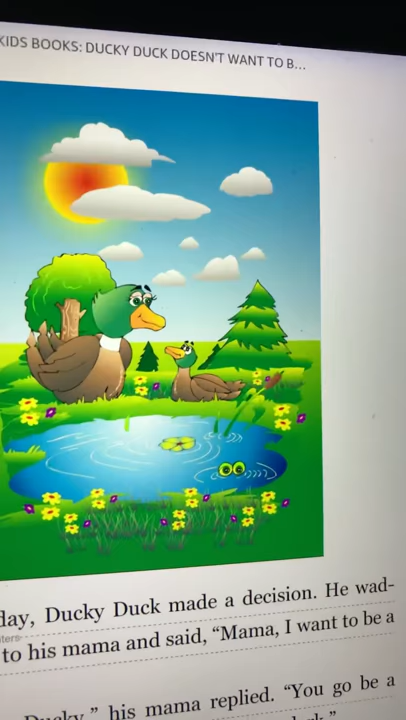 KIDS BOOKS: DUCKY DUCK DOESN'T WANT TO B...
day, Ducky Duck made a decision. He wad-
to his mama and said, “Mama, I want to be a
Ducky,” his mama replied. “You go be a